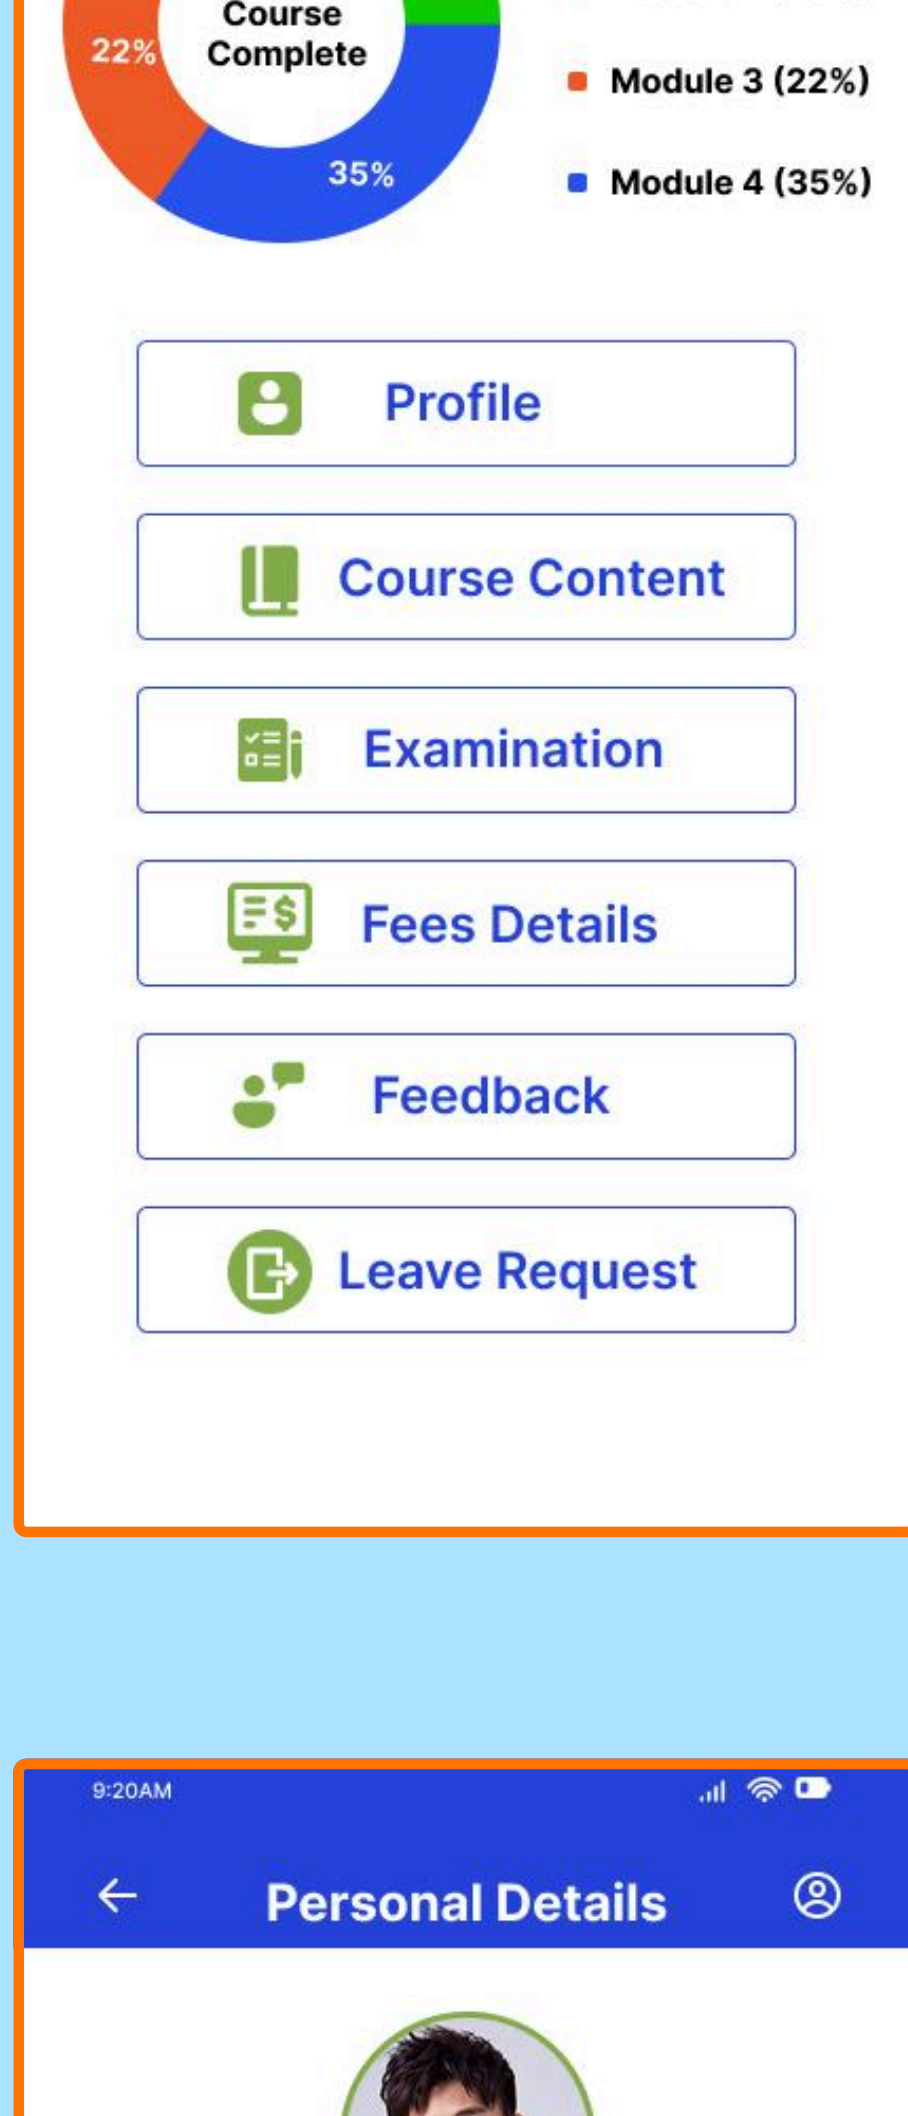 Course
Complete
22%
35%
Module 3 (22%)
Module 4 (35%)
Profile
Course Content
Examination
Fees Details
Feedback
Leave Request
9:20AM
Personal Details